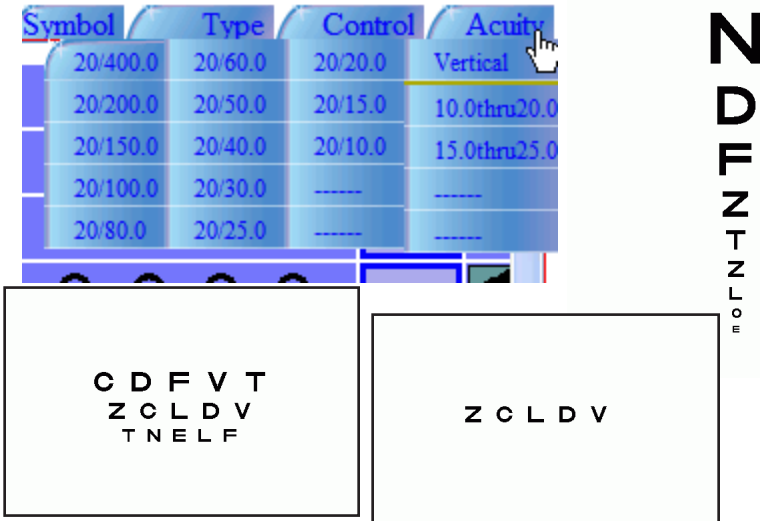 Symbol Type Control Acuity
20/400.0 20/60.0 20/20.0 Vertical
20/200.0 20/50.0 20/15.0 10.0thru20.0
20/150.0 20/40.0 20/10.0 15.0thru25.0
20/100.0 20/30.0 ------ ------
20/80.0 20/25.0 ------ ------
N
D
F
Z
T
Z
L
O
E
C D F V T
Z C L D V
T N E L F
Z C L D V